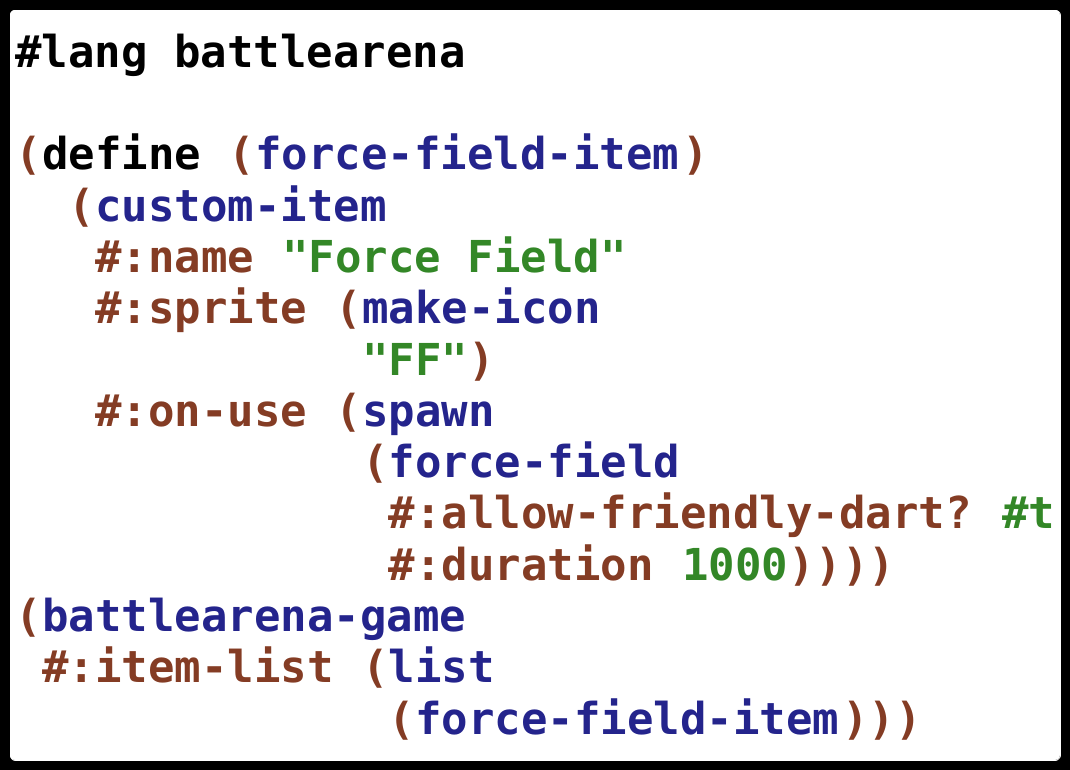 #lang battlearena

(define (force-field-item)
  (custom-item
   #:name "Force Field"
   #:sprite (make-icon
             "FF")
   #:on-use (spawn
             (force-field
              #:allow-friendly-dart? #t
              #:duration 1000))))
(battlearena-game
 #:item-list (list
              (force-field-item)))